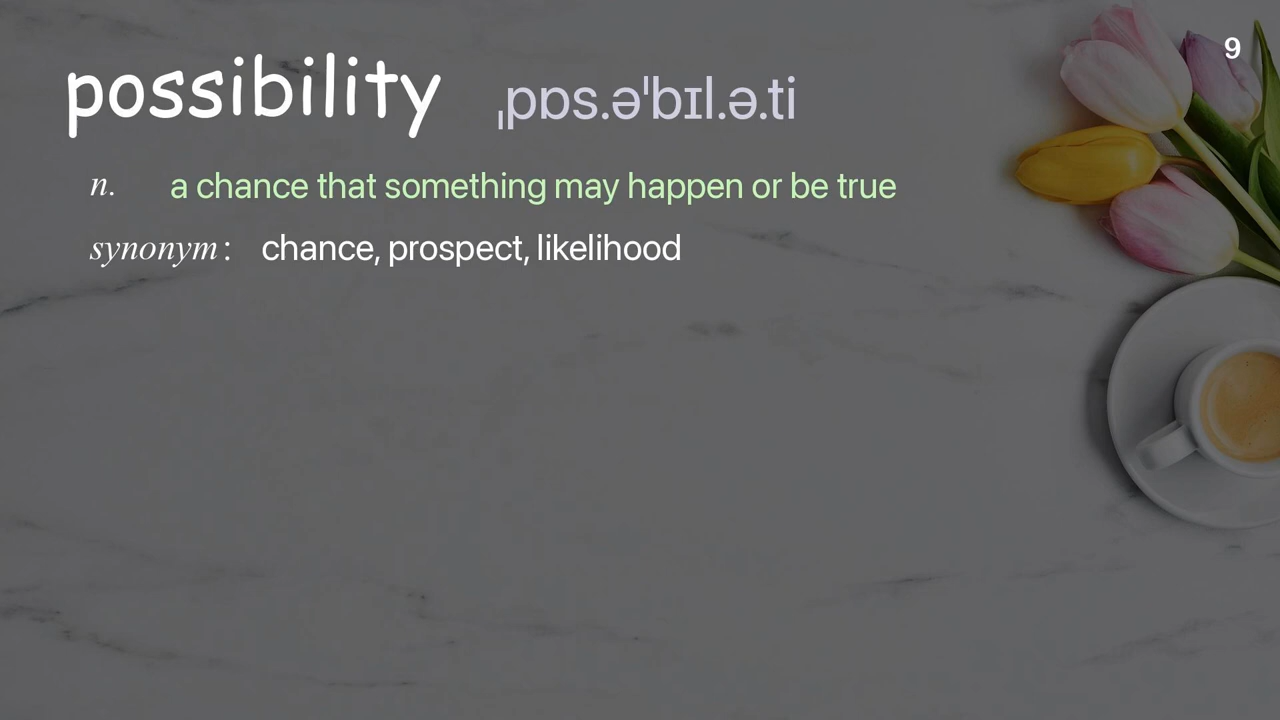 9
possibility ˌpɒs.əˈbɪl.ə.ti
n. a chance that something may happen or be true
synonym: chance, prospect, likelihood